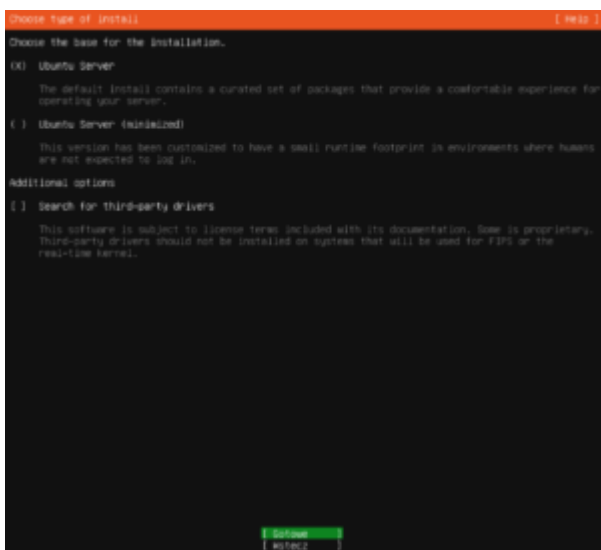 Choose type of install [ Help ]
Choose the base for the installation.
(X) Ubuntu Server
The default install contains a curated set of packages that provide a comfortable experience for
operating your server.
( ) Ubuntu Server (minimized)
This version has been customized to have a small runtime footprint in environments where humans
are not expected to log in.
Additional options
[ ] Search for third-party drivers
This software is subject to license terms included with its documentation. Some is proprietary.
Third-party drivers should not be installed on systems that will be used for FIPS or the
real-time kernel.
[ Gotowe ]
[ Wstecz ]